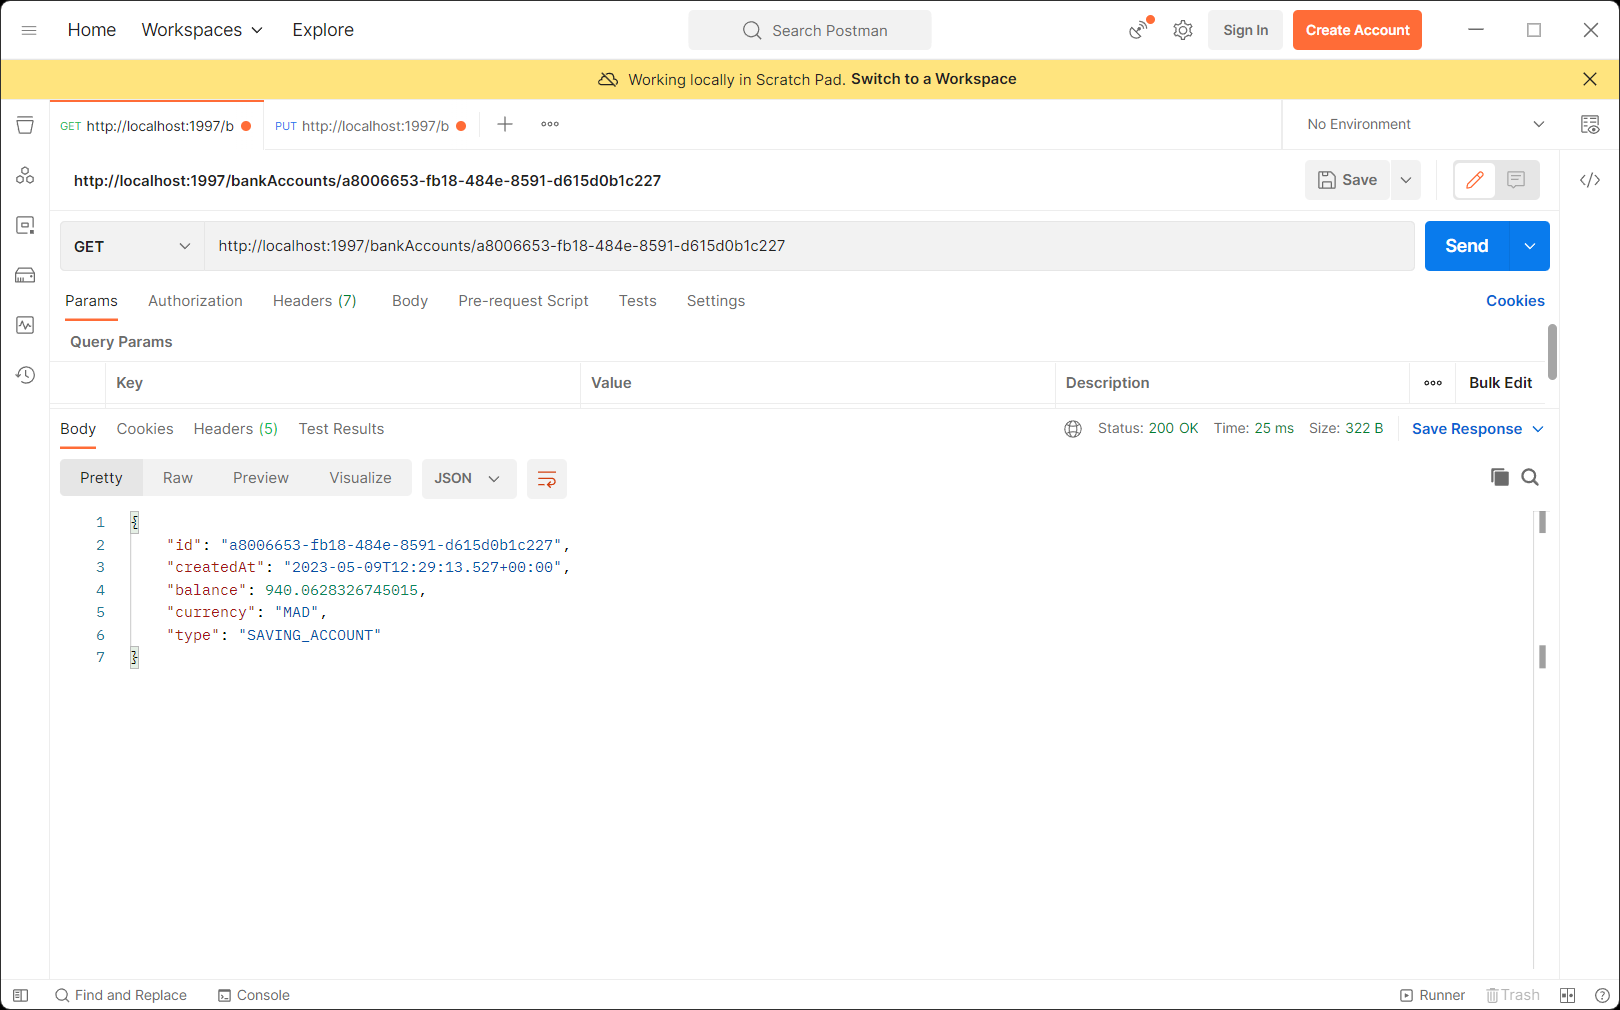 Home Workspaces Explore Search Postman Sign In Create Account
Working locally in Scratch Pad. Switch to a Workspace
GET http://localhost:1997/b PUT http://localhost:1997/b No Environment
http://localhost:1997/bankAccounts/a8006653-fb18-484e-8591-d615d0b1c227 Save
GET http://localhost:1997/bankAccounts/a8006653-fb18-484e-8591-d615d0b1c227 Send
Params Authorization Headers (7) Body Pre-request Script Tests Settings Cookies
Query Params
Key Value Description Bulk Edit
Body Cookies Headers (5) Test Results Status: 200 OK Time: 25 ms Size: 322 B Save Response
Pretty Raw Preview Visualize JSON
1 {
2 "id": "a8006653-fb18-484e-8591-d615d0b1c227",
3 "createdAt": "2023-05-09T12:29:13.527+00:00",
4 "balance": 940.0628326745015,
5 "currency": "MAD",
6 "type": "SAVING_ACCOUNT"
7 }
Find and Replace Console Runner Trash